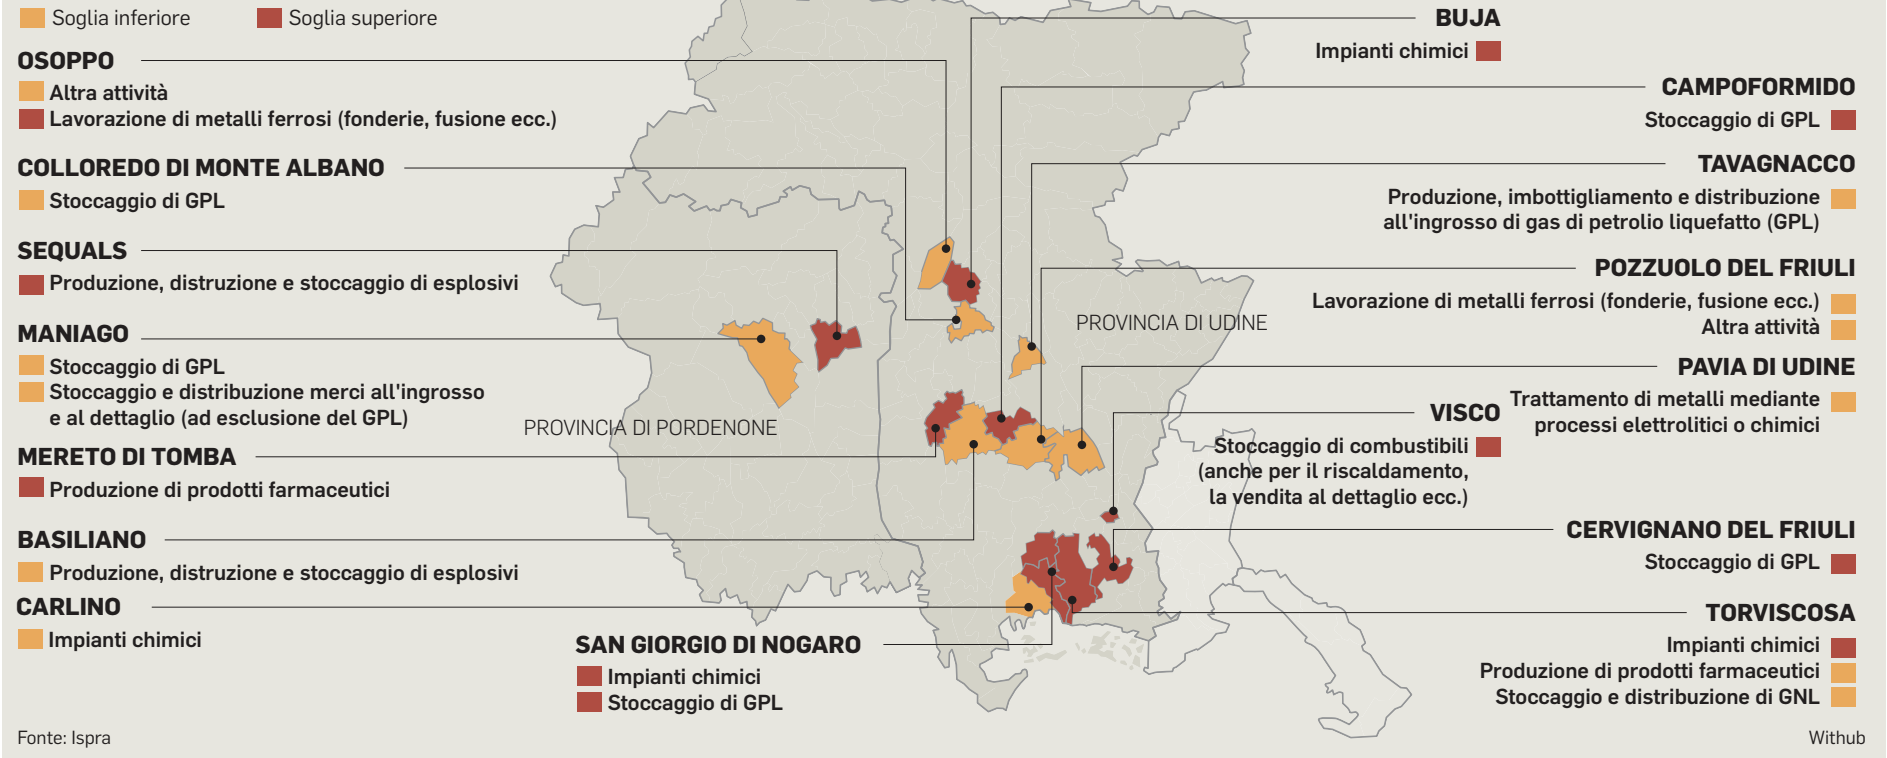 Soglia inferiore
Soglia superiore
OSOPPO
Altra attività
Lavorazione di metalli ferrosi (fonderie, fusione ecc.)
COLLOREDO DI MONTE ALBANO
Stoccaggio di GPL
SEQUALS
Produzione, distruzione e stoccaggio di esplosivi
MANIAGO
Stoccaggio di GPL
Stoccaggio e distribuzione merci all'ingrosso
e al dettaglio (ad esclusione del GPL)
MERETO DI TOMBA
Produzione di prodotti farmaceutici
BASILIANO
Produzione, distruzione e stoccaggio di esplosivi
CARLINO
Impianti chimici
SAN GIORGIO DI NOGARO
Impianti chimici
Stoccaggio di GPL
PROVINCIA DI PORDENONE
PROVINCIA DI UDINE
BUJA
Impianti chimici
CAMPOFORMIDO
Stoccaggio di GPL
TAVAGNACCO
Produzione, imbottigliamento e distribuzione
all'ingrosso di gas di petrolio liquefatto (GPL)
POZZUOLO DEL FRIULI
Lavorazione di metalli ferrosi (fonderie, fusione ecc.)
Altra attività
PAVIA DI UDINE
Trattamento di metalli mediante
processi elettrolitici o chimici
VISCO
Stoccaggio di combustibili
(anche per il riscaldamento,
la vendita al dettaglio ecc.)
CERVIGNANO DEL FRIULI
Stoccaggio di GPL
TORVISCOSA
Impianti chimici
Produzione di prodotti farmaceutici
Stoccaggio e distribuzione di GNL
Fonte: Ispra
Withub